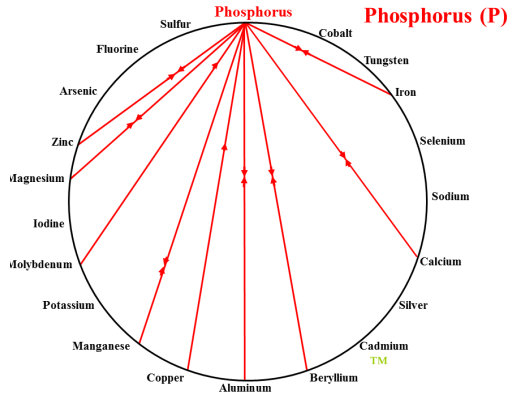 Phosphorus
Phosphorus (P)
Sulfur
Cobalt
Fluorine
Tungsten
Arsenic
Iron
Zinc
Selenium
Magnesium
Sodium
Iodine
Molybdenum
Calcium
Potassium
Silver
Manganese
Cadmium
TM
Copper
Beryllium
Aluminum